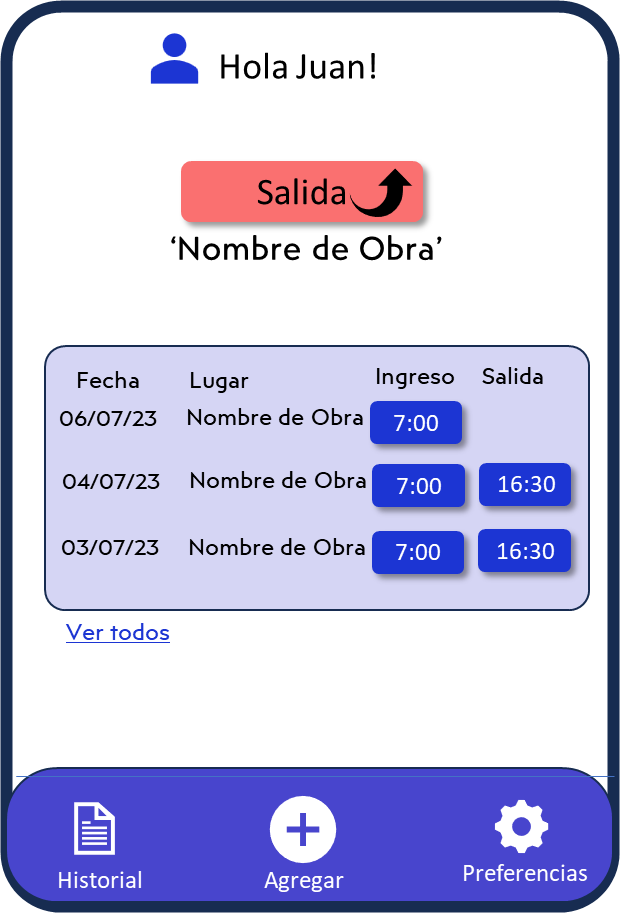 Hola Juan!
Salida
‘Nombre de Obra’
Fecha Lugar Ingreso Salida
06/07/23 Nombre de Obra 7:00
04/07/23 Nombre de Obra 7:00 16:30
03/07/23 Nombre de Obra 7:00 16:30
Ver todos
Historial Agregar Preferencias